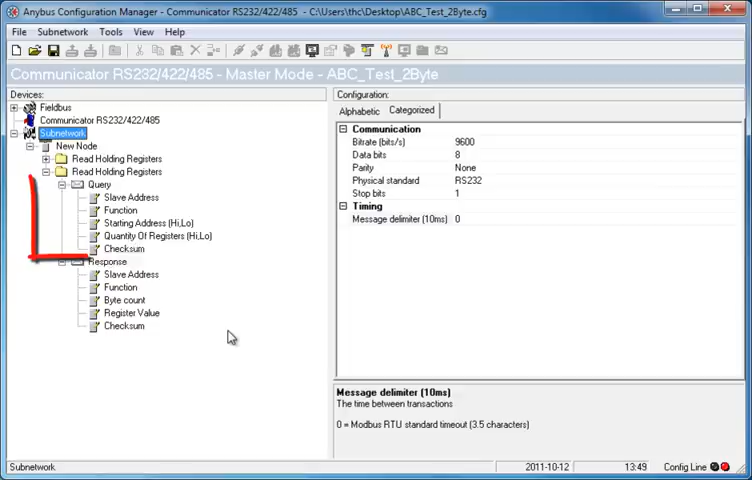 Anybus Configuration Manager - Communicator RS232/422/485 - C:\Users\thc\Desktop\ABC_Test_2Byte.cfg
File Subnetwork Tools View Help
Communicator RS232/422/485 - Master Mode - ABC_Test_2Byte
Devices:
Fieldbus
Communicator RS232/422/485
Subnetwork
New Node
Read Holding Registers
Read Holding Registers
Query
Slave Address
Function
Starting Address (Hi,Lo)
Quantity Of Registers (Hi,Lo)
Checksum
Response
Slave Address
Function
Byte count
Register Value
Checksum
Configuration:
Alphabetic Categorized
Communication
Bitrate (bits/s) 9600
Data bits 8
Parity None
Physical standard RS232
Stop bits 1
Timing
Message delimiter (10ms) 0
Message delimiter (10ms)
The time between transactions
0 = Modbus RTU standard timeout (3.5 characters)
Subnetwork 2011-10-12 13:49 Config Line